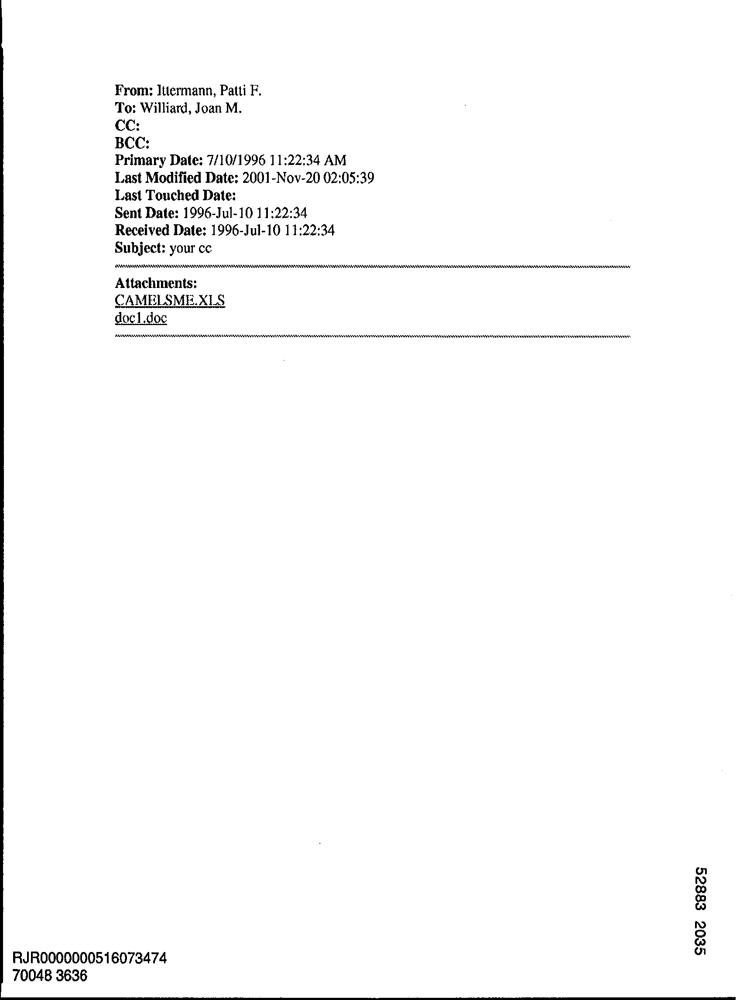 From: Ittermann, Patti F.
To: Williard, Joan M.
CC:
BCC:
Primary Date: 7/10/1996 11:22:34 AM
Last Modified Date: 2001-Nov-20 02:05:39
Last Touched Date:
Sent Date: 1996-Jul-10 11:22:34
Received Date: 1996-Jul-10 11:22:34
Subject: your cc
Attachments:
CAMELSME.XLS
doc1.doc
52883 2035
RJR0000000516073474
70048 3636